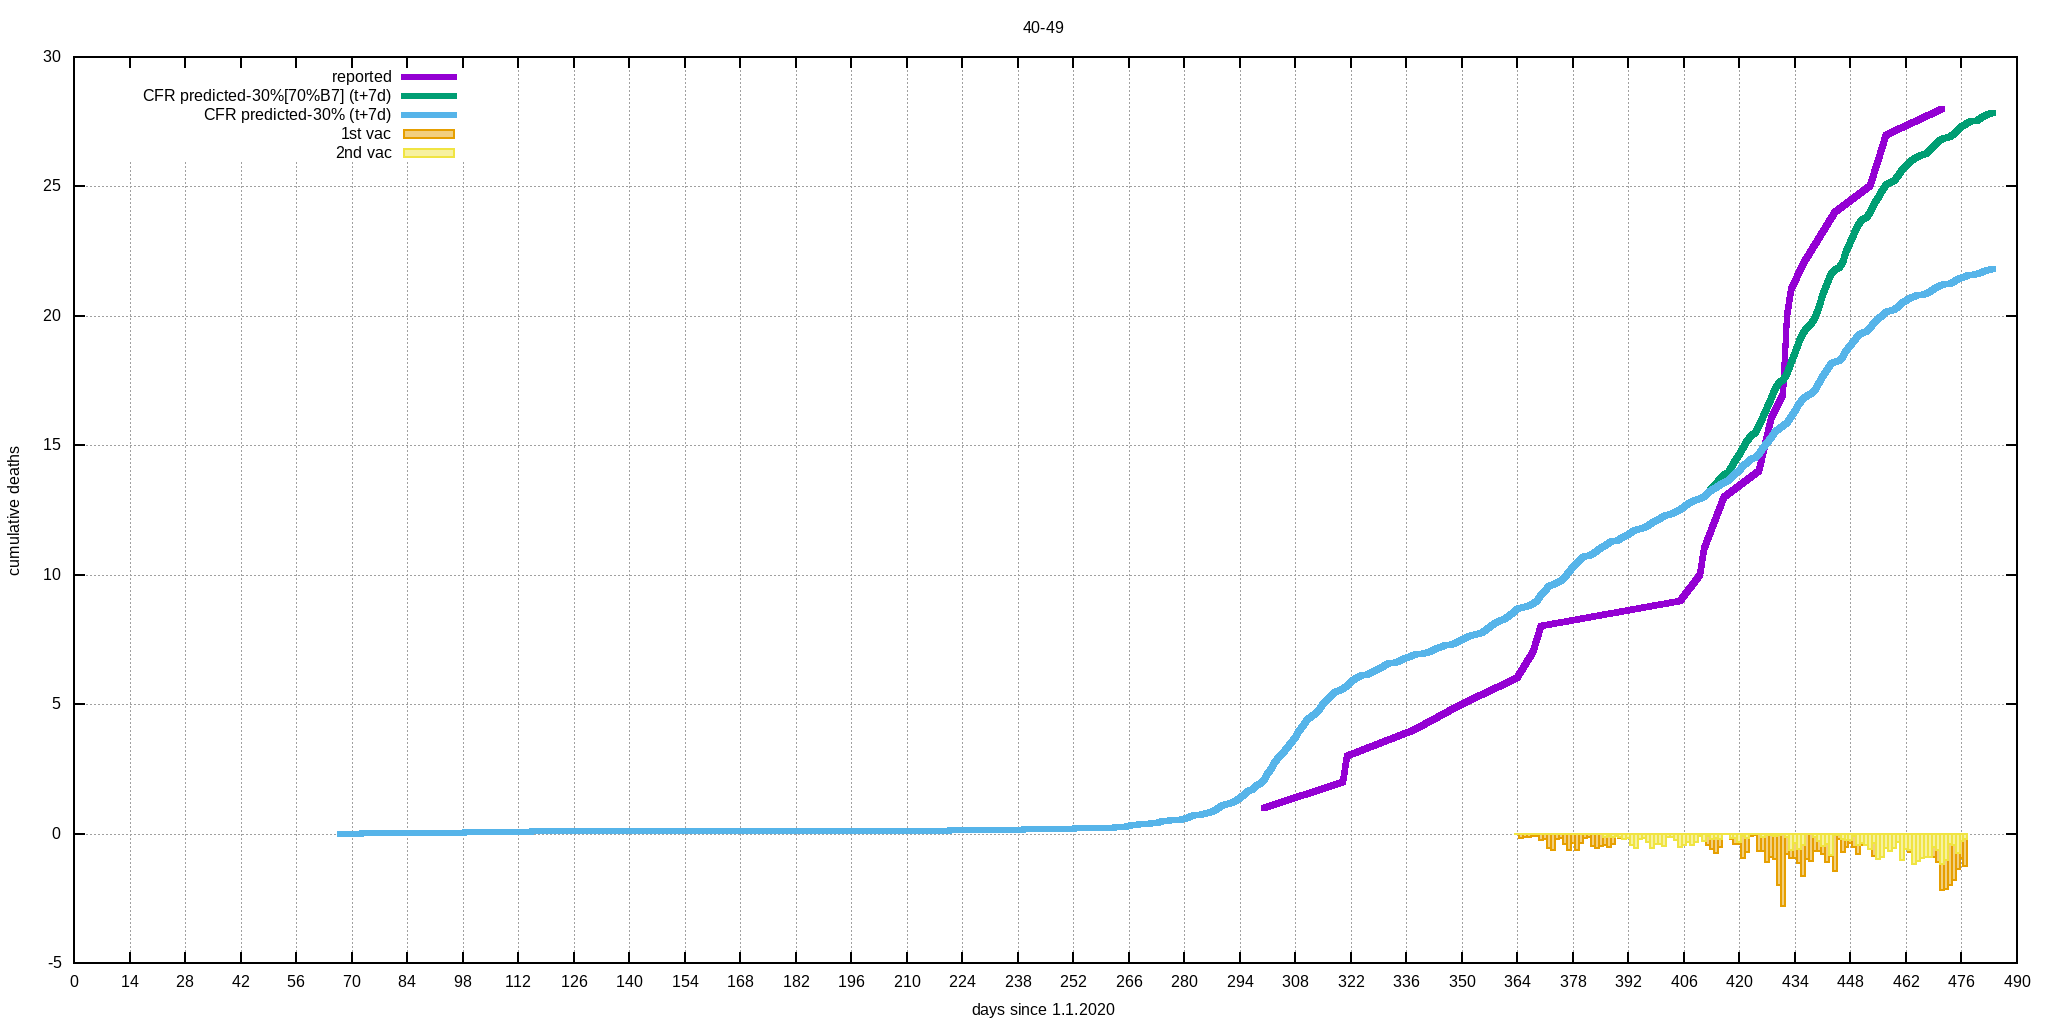 40-49
reported
CFR predicted-30%[70%B7] (t+7d)
CFR predicted-30% (t+7d)
1st vac
2nd vac
30
25
20
15
10
5
0
-5
cumulative deaths
0 14 28 42 56 70 84 98 112 126 140 154 168 182 196 210 224 238 252 266 280 294 308 322 336 350 364 378 392 406 420 434 448 462 476 490
days since 1.1.2020